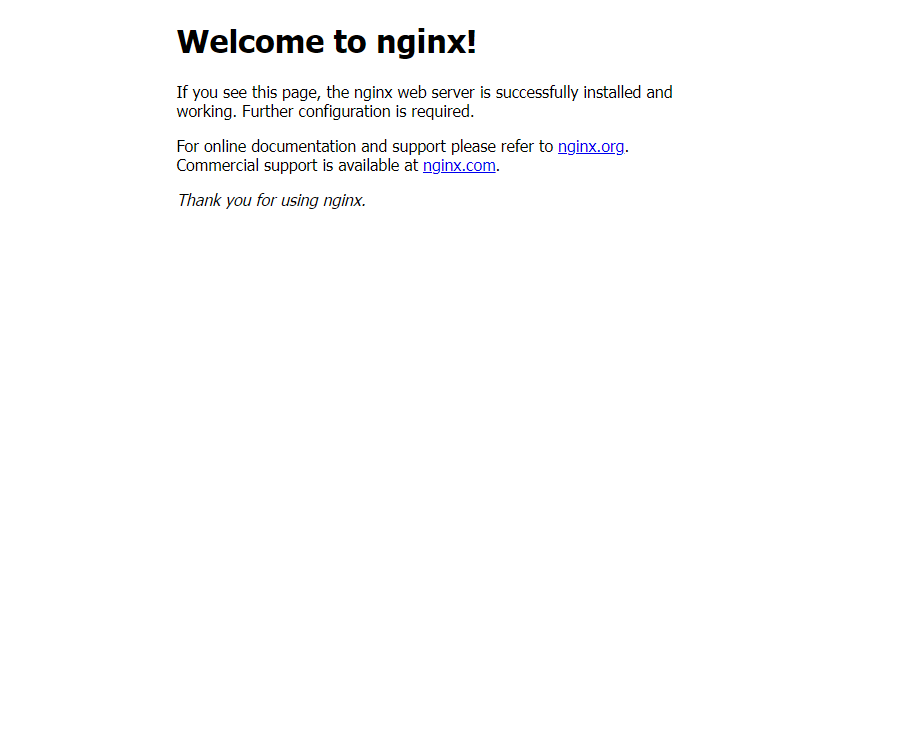 Welcome to nginx!
If you see this page, the nginx web server is successfully installed and
working. Further configuration is required.
For online documentation and support please refer to nginx.org.
Commercial support is available at nginx.com.
Thank you for using nginx.